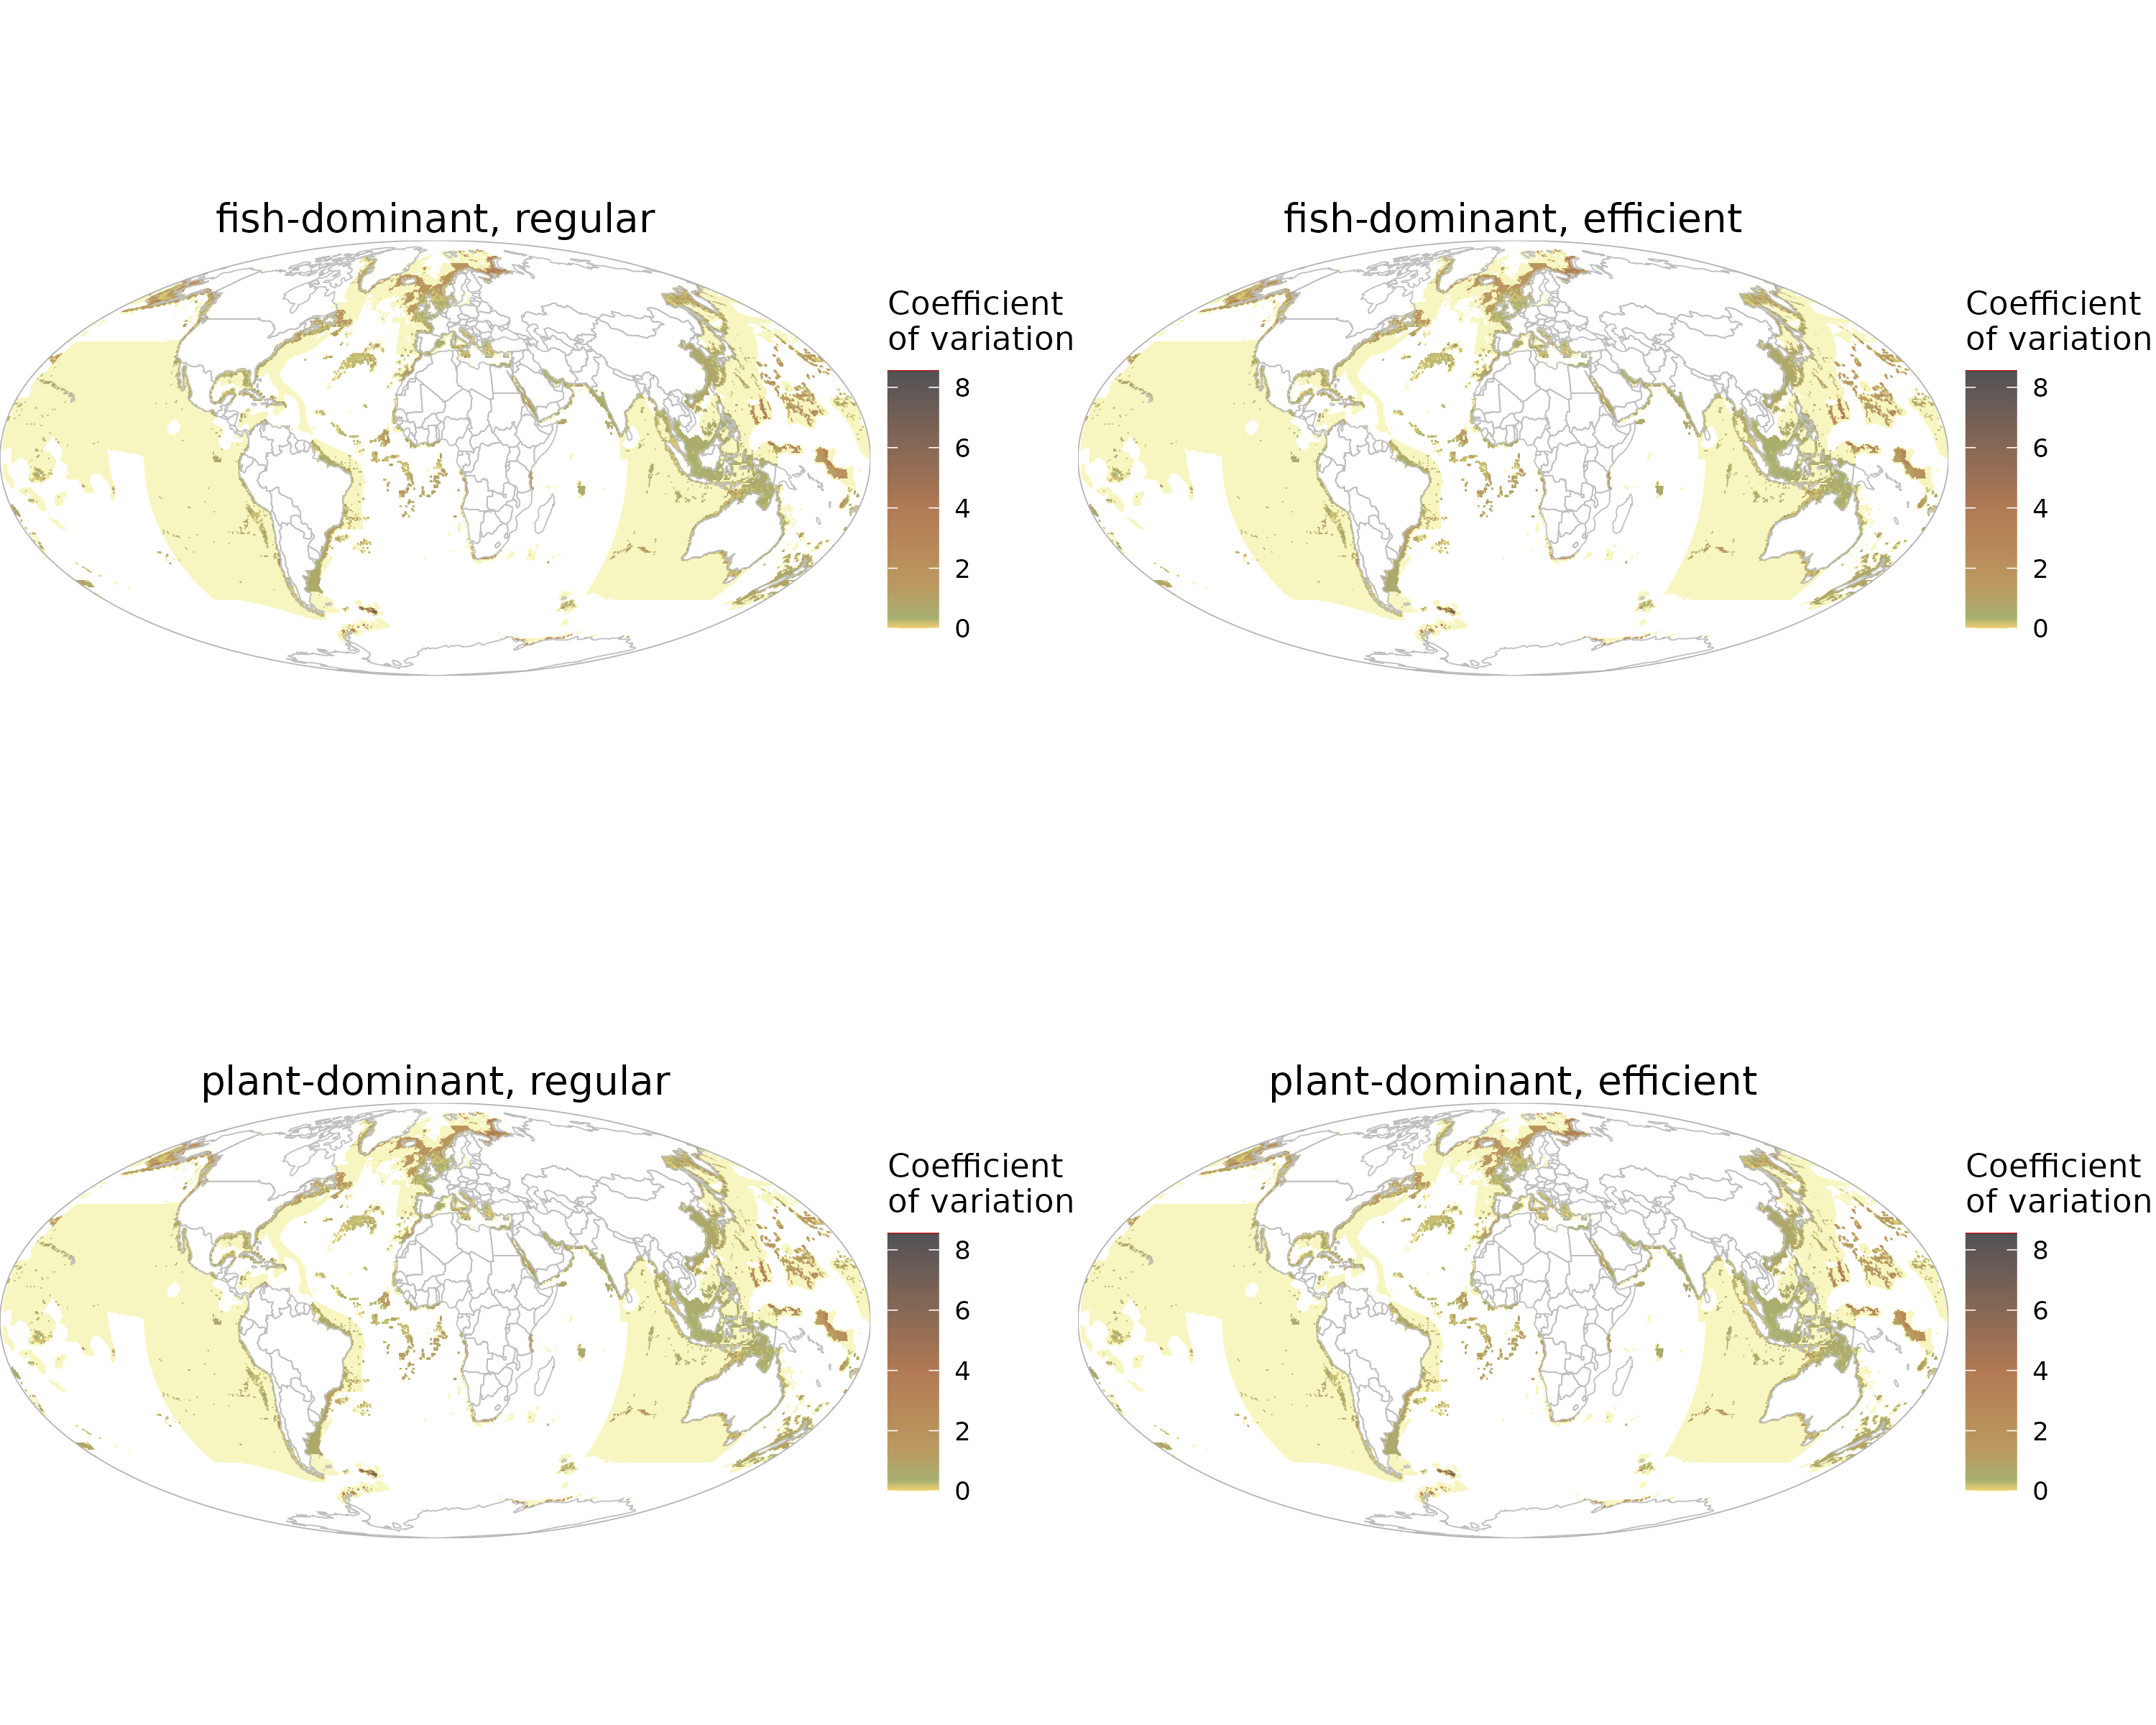 fish-dominant, regular
Coefficient
of variation
8
6
4
2
0
fish-dominant, efficient
Coefficient
of variation
8
6
4
2
0
plant-dominant, regular
Coefficient
of variation
8
6
4
2
0
plant-dominant, efficient
Coefficient
of variation
8
6
4
2
0